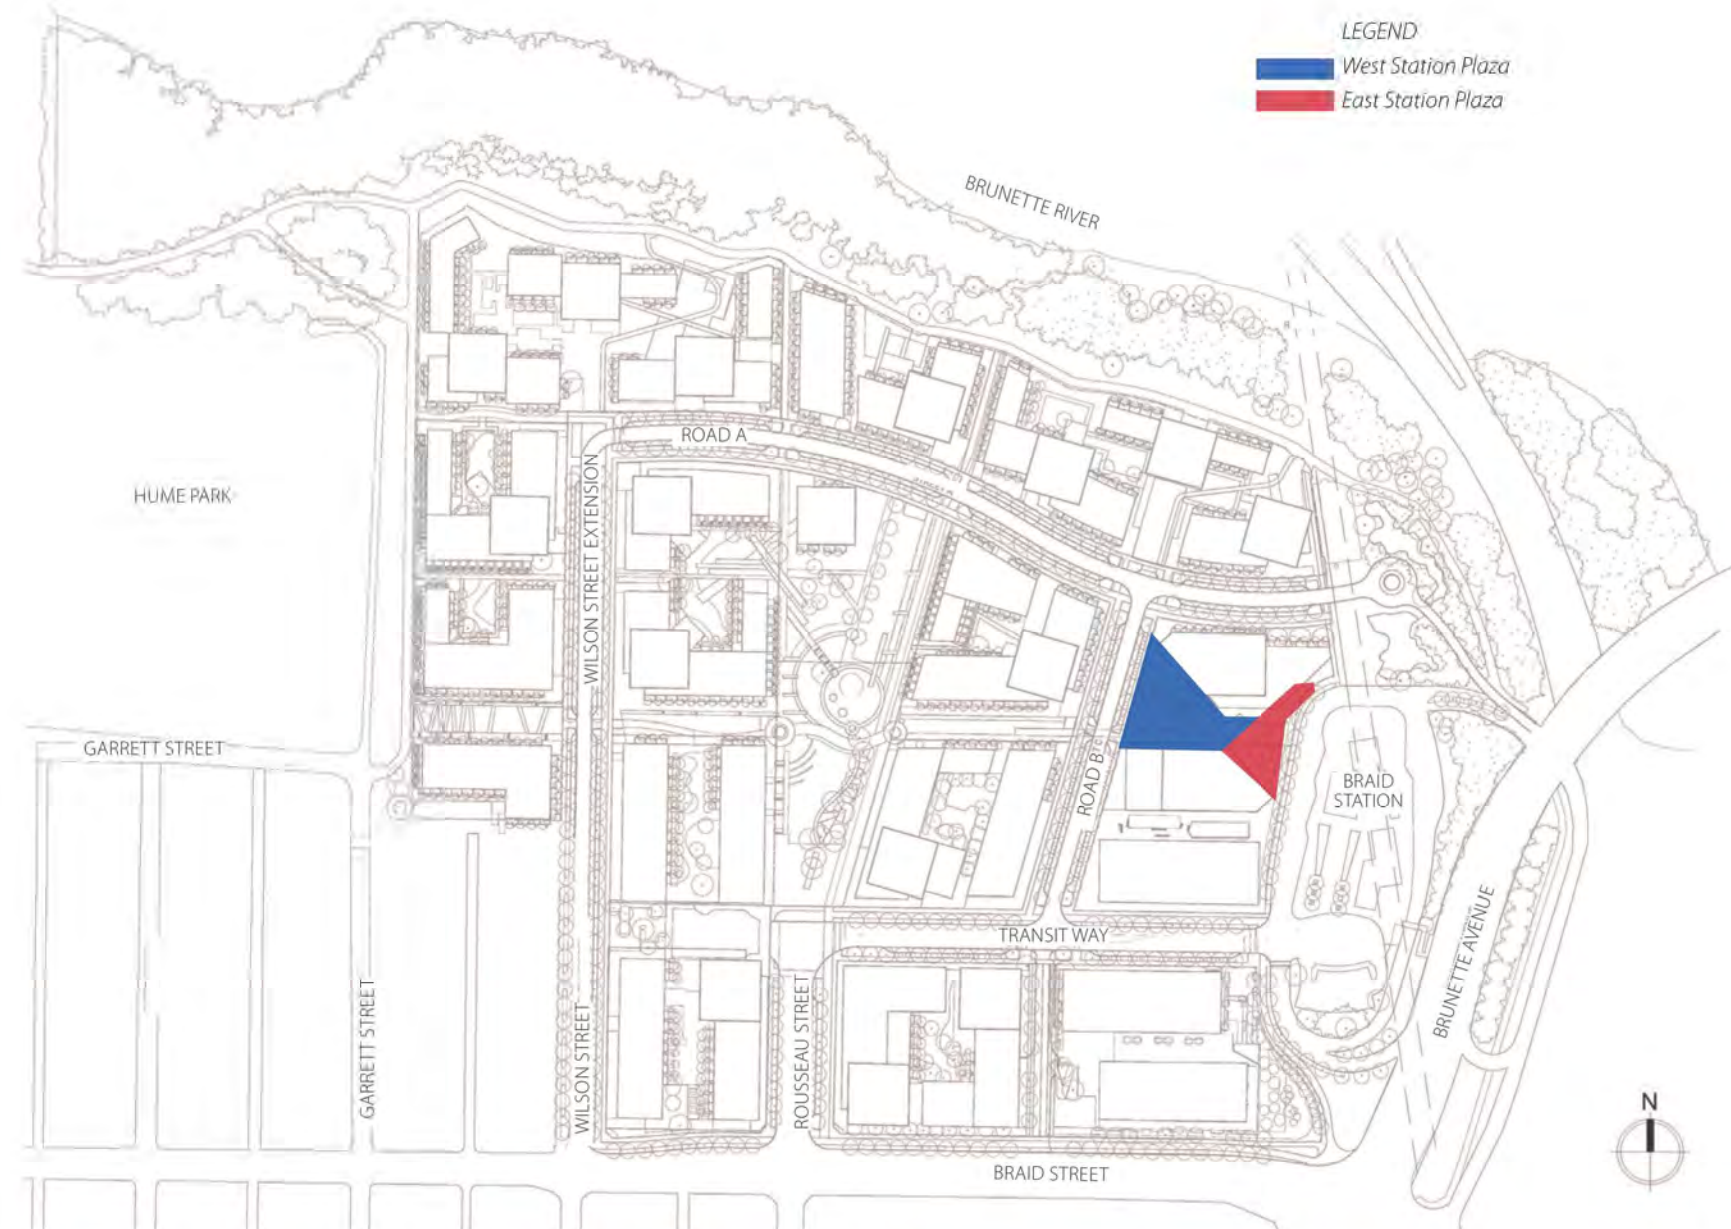 LEGEND
West Station Plaza
East Station Plaza
BRUNETTE RIVER
ROAD A
HUME PARK
WILSON STREET EXTENSION
GARRETT STREET
ROAD B
BRAID
STATION
TRANSIT WAY
BRUNETTE AVENUE
GARRETT STREET
WILSON STREET
ROUSSEAU STREET
N
BRAID STREET